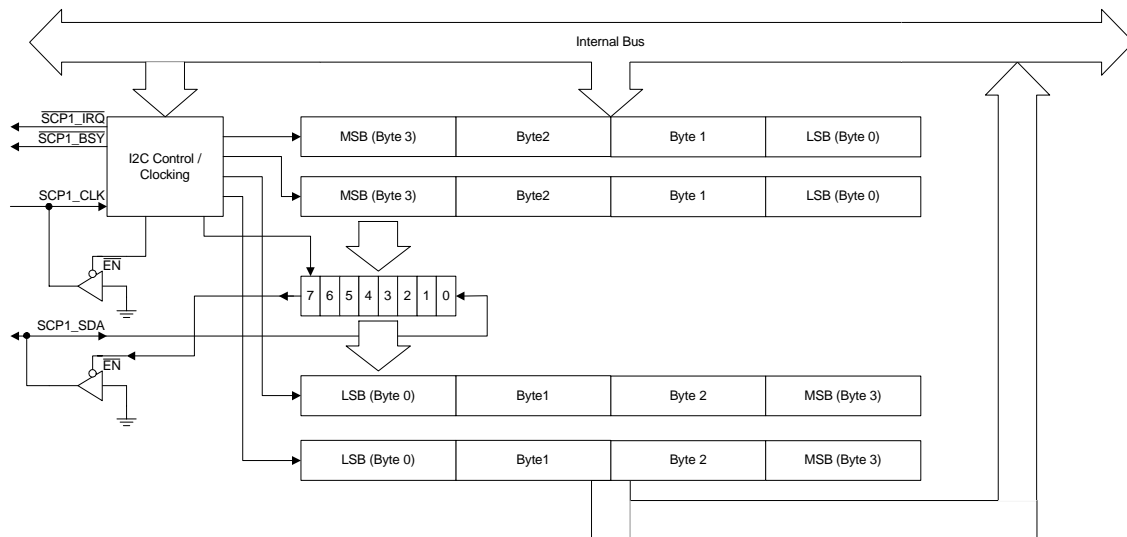 Internal Bus
SCP1_IRQ
SCP1_BSY
SCP1_CLK
I2C Control /
Clocking
MSB (Byte 3) Byte2 Byte 1 LSB (Byte 0)
MSB (Byte 3) Byte2 Byte 1 LSB (Byte 0)
EN
7 6 5 4 3 2 1 0
SCP1_SDA
EN
LSB (Byte 0) Byte1 Byte 2 MSB (Byte 3)
LSB (Byte 0) Byte1 Byte 2 MSB (Byte 3)